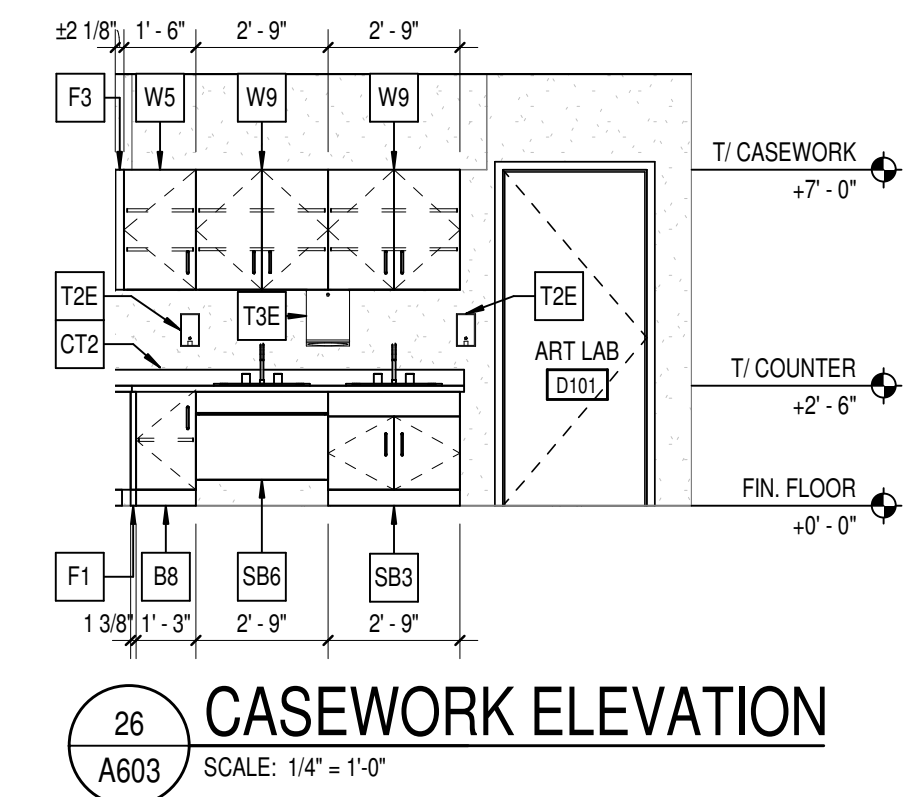 ±2 1/8" 1' - 6" 2' - 9" 2' - 9"
F3 W5 W9 W9
T/ CASEWORK
+7' - 0"
T2E T3E T2E
CT2
ART LAB
D101
T/ COUNTER
+2' - 6"
FIN. FLOOR
+0' - 0"
F1 B8 SB6 SB3
1 3/8" 1' - 3" 2' - 9" 2' - 9"
26
A603
CASEWORK ELEVATION
SCALE: 1/4" = 1'-0"